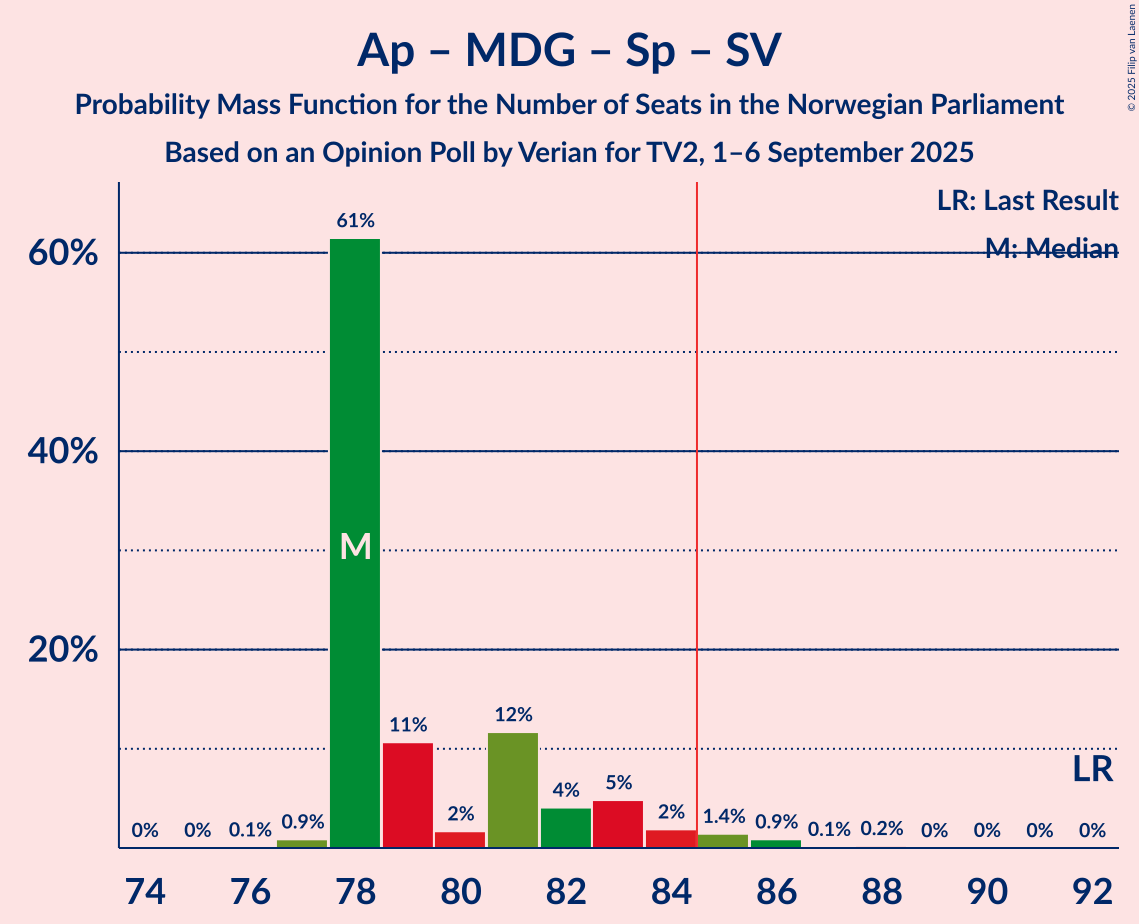 Ap – MDG – Sp – SV
Probability Mass Function for the Number of Seats in the Norwegian Parliament
Based on an Opinion Poll by Verian for TV2, 1–6 September 2025
© 2025 Filip van Laenen
LR: Last Result
M: Median
60%
40%
20%
0% 0% 0.1% 0.9% 61% 11% 2% 12% 4% 5% 2% 1.4% 0.9% 0.1% 0.2% 0% 0% 0% 0%
M
LR
74 76 78 80 82 84 86 88 90 92